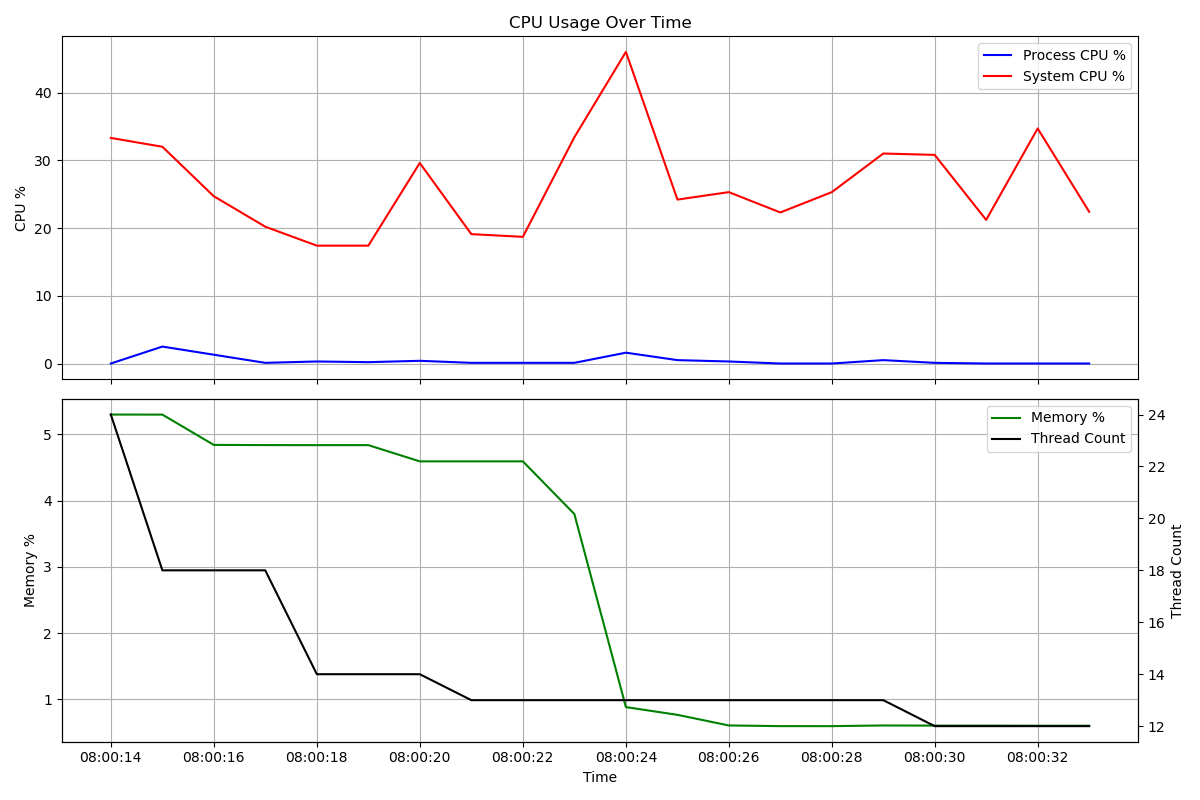 CPU Usage Over Time
Process CPU %
System CPU %
CPU %
40
30
20
10
0
Memory %
Thread Count
Memory %
5
4
3
2
1
24
22
20
18
16
14
12
Thread Count
08:00:14 08:00:16 08:00:18 08:00:20 08:00:22 08:00:24 08:00:26 08:00:28 08:00:30 08:00:32
Time